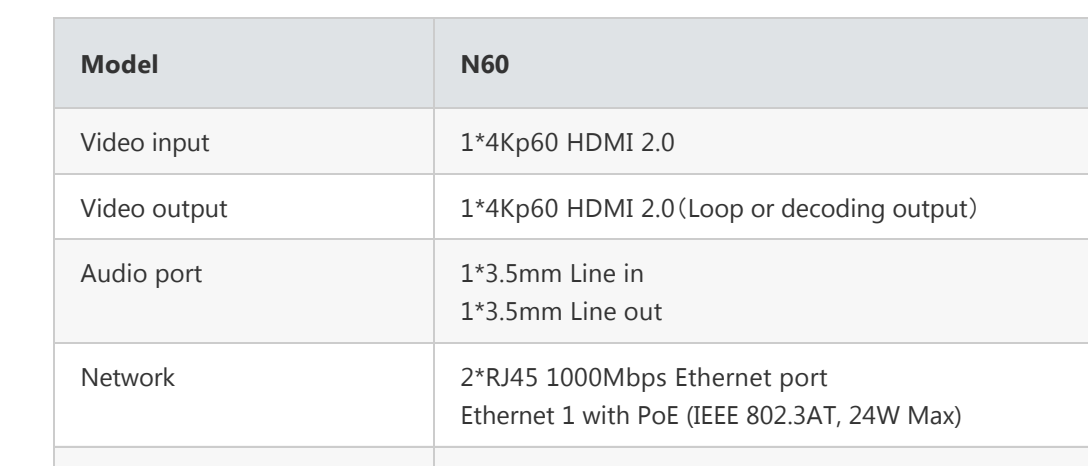 Model
N60
Video input
1*4Kp60 HDMI 2.0
Video output
1*4Kp60 HDMI 2.0（Loop or decoding output）
Audio port
1*3.5mm Line in
1*3.5mm Line out
Network
2*RJ45 1000Mbps Ethernet port
Ethernet 1 with PoE (IEEE 802.3AT, 24W Max)